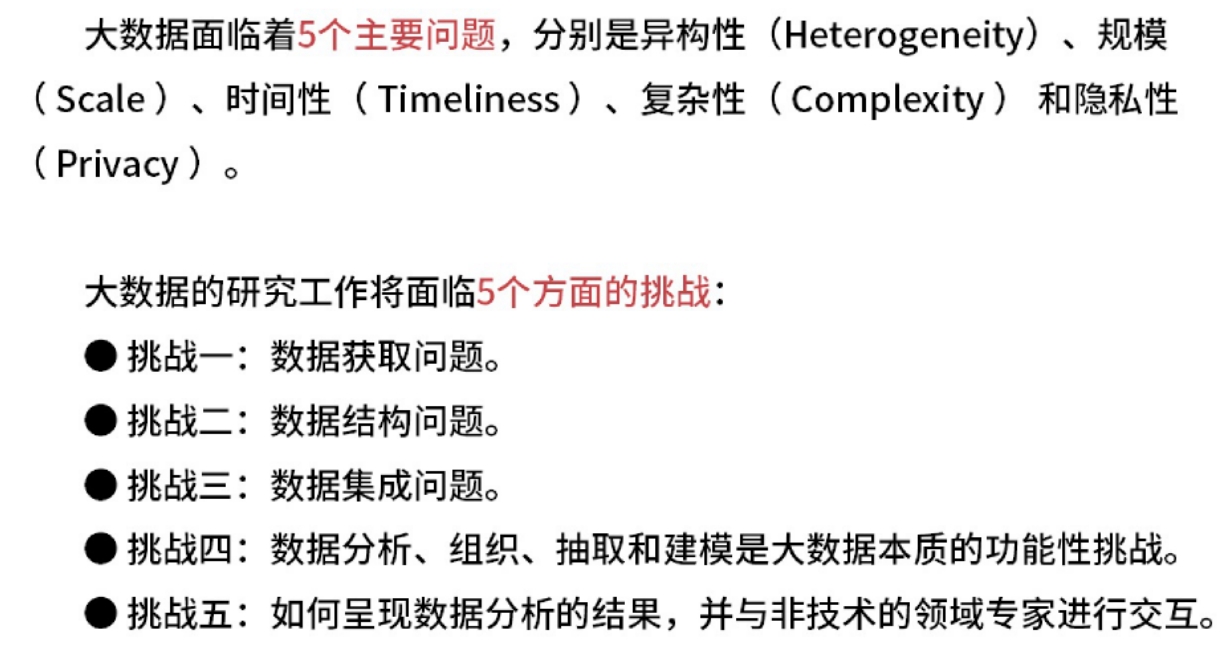 大数据面临着5个主要问题，分别是异构性（Heterogeneity）、规模
（Scale）、时间性（Timeliness）、复杂性（Complexity） 和隐私性
（Privacy）。
大数据的研究工作将面临5个方面的挑战：
● 挑战一：数据获取问题。
● 挑战二：数据结构问题。
● 挑战三：数据集成问题。
● 挑战四：数据分析、组织、抽取和建模是大数据本质的功能性挑战。
● 挑战五：如何呈现数据分析的结果，并与非技术的领域专家进行交互。